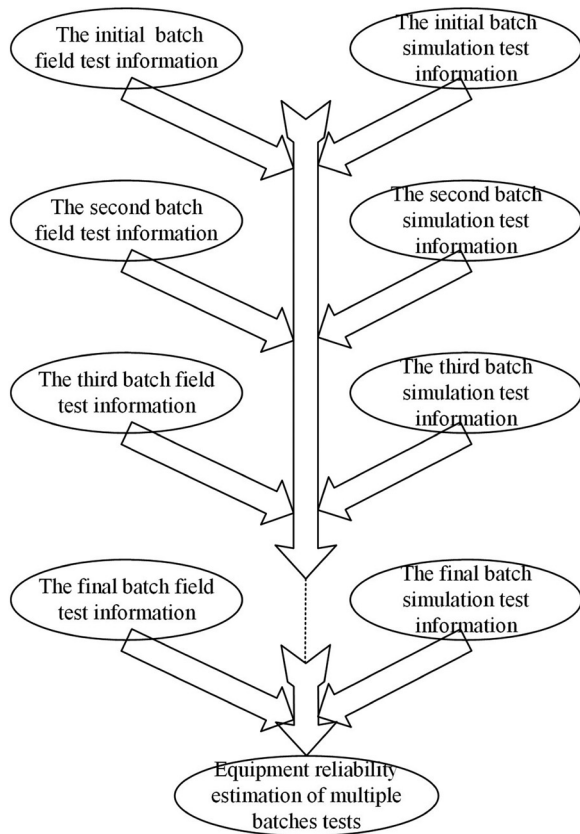 The initial batch
field test information
The initial batch
simulation test
information
The second batch
field test information
The second batch
simulation test
information
The third batch field
test information
The third batch
simulation test
information
The final batch field
test information
The final batch
simulation test
information
Equipment reliability
estimation of multiple
batches tests